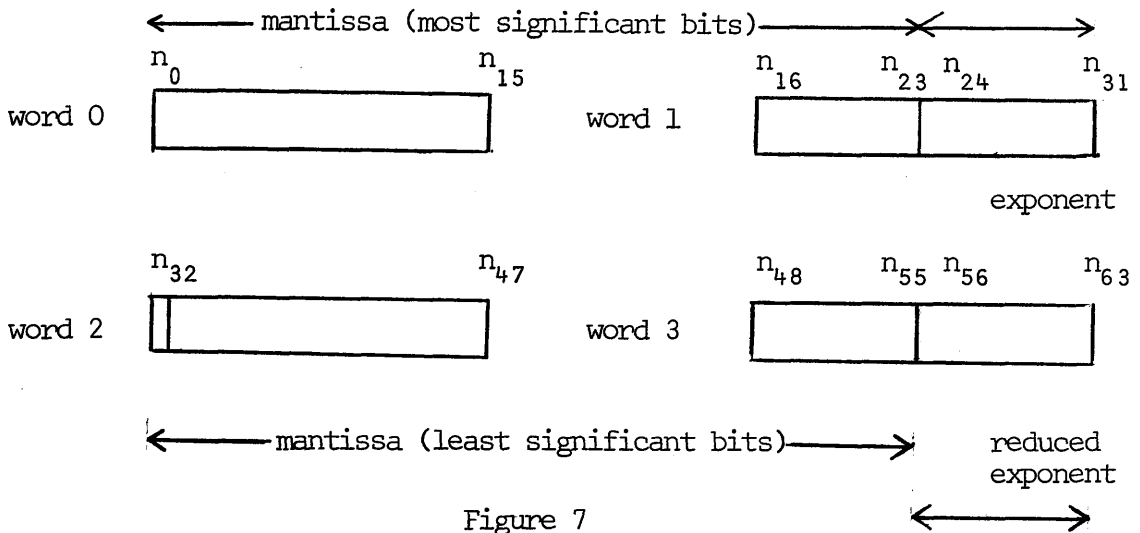 mantissa (most significant bits)
n0 n15 n16 n23 n24 n31
word 0 word 1
exponent
n32 n47 n48 n55 n56 n63
word 2 word 3
mantissa (least significant bits) reduced
exponent
Figure 7